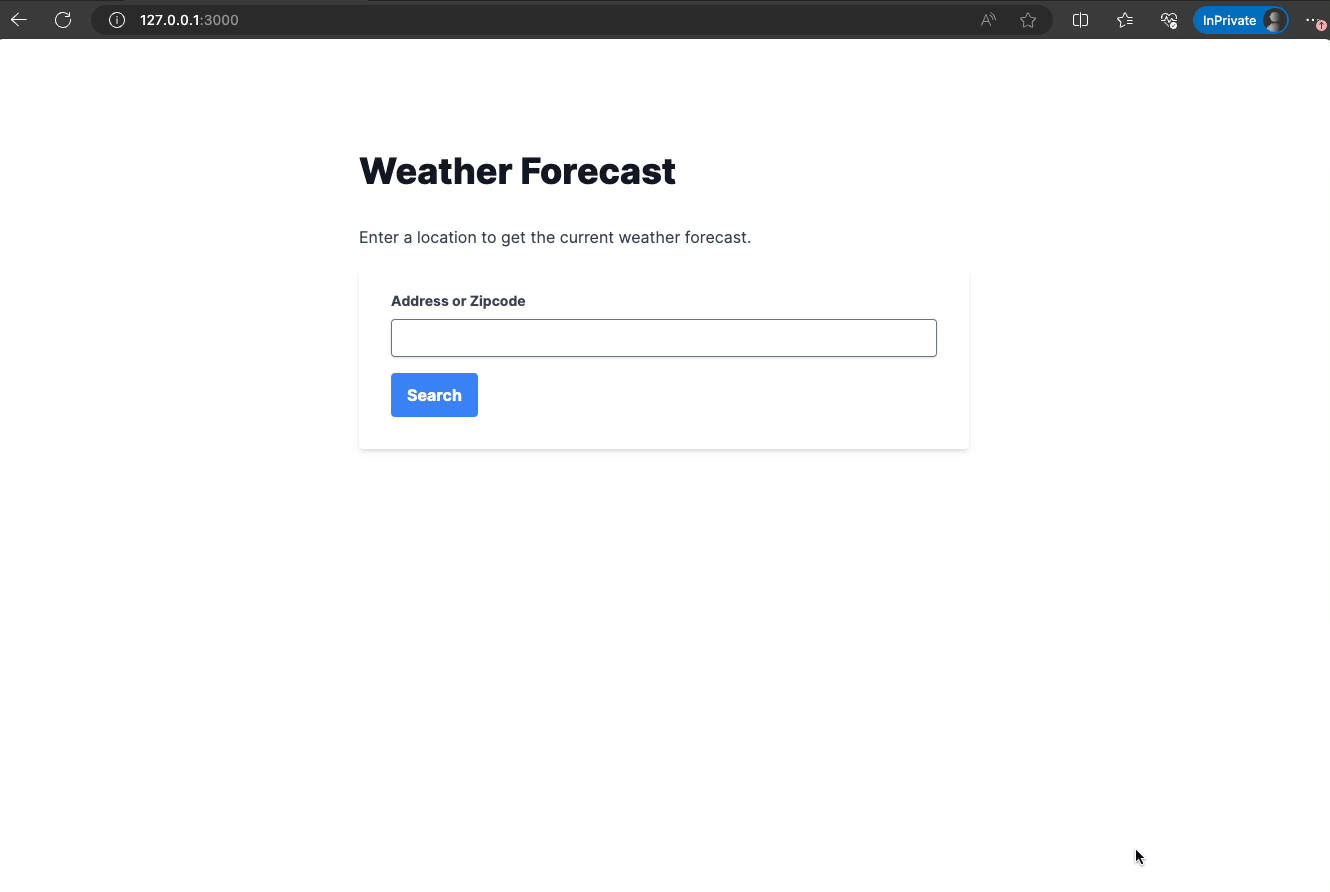 127.0.0.1:3000
InPrivate
Weather Forecast
Enter a location to get the current weather forecast.
Address or Zipcode
Search